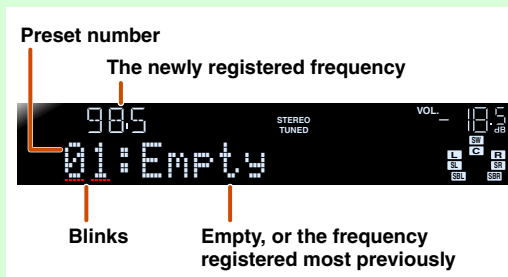 Preset number
The newly registered frequency
98.5
STEREO
TUNED
VOL.
-18.5
dB
01:Empty
SW
L C R
SL SR
SBL SBR
Blinks
Empty, or the frequency
registered most previously